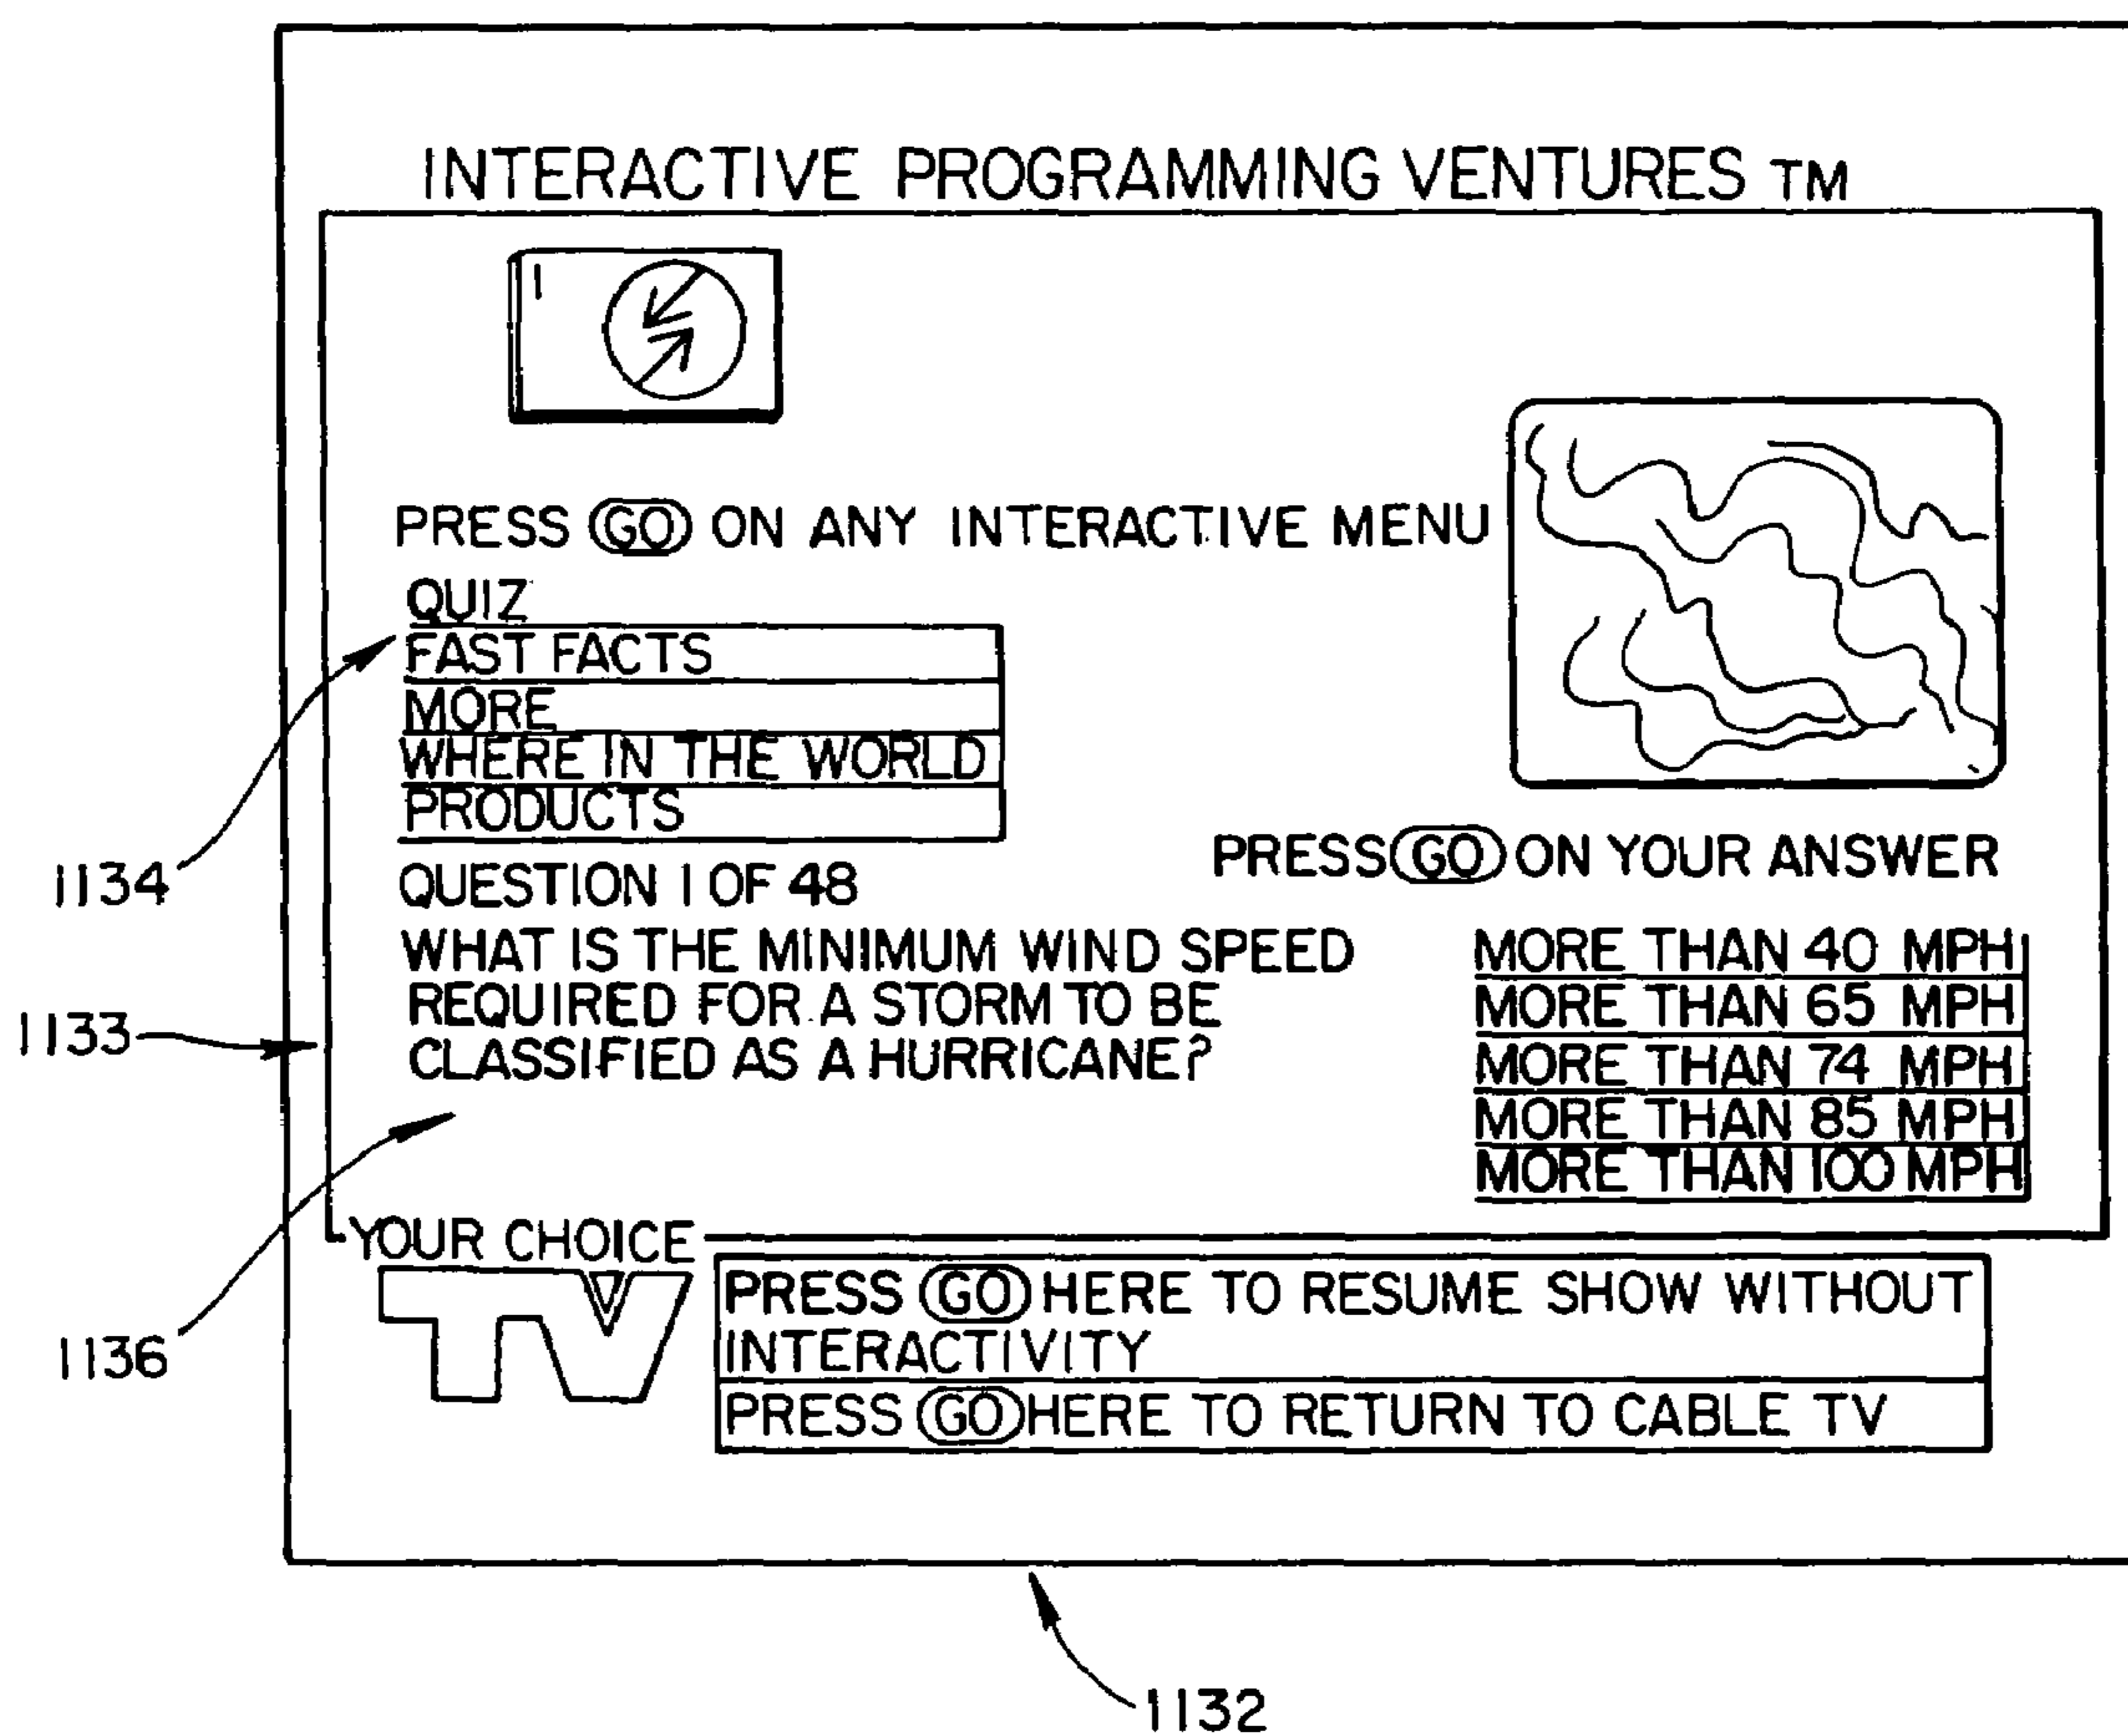 INTERACTIVE PROGRAMMING VENTURES TM
PRESS GO ON ANY INTERACTIVE MENU
QUIZ
FAST FACTS
MORE
WHERE IN THE WORLD
PRODUCTS
1134
PRESS GO ON YOUR ANSWER
QUESTION 1 OF 48
WHAT IS THE MINIMUM WIND SPEED
REQUIRED FOR A STORM TO BE
CLASSIFIED AS A HURRICANE?
MORE THAN 40 MPH
MORE THAN 65 MPH
MORE THAN 74 MPH
MORE THAN 85 MPH
MORE THAN 100 MPH
1133
1136
YOUR CHOICE
TV
PRESS GO HERE TO RESUME SHOW WITHOUT
INTERACTIVITY
PRESS GO HERE TO RETURN TO CABLE TV
1132